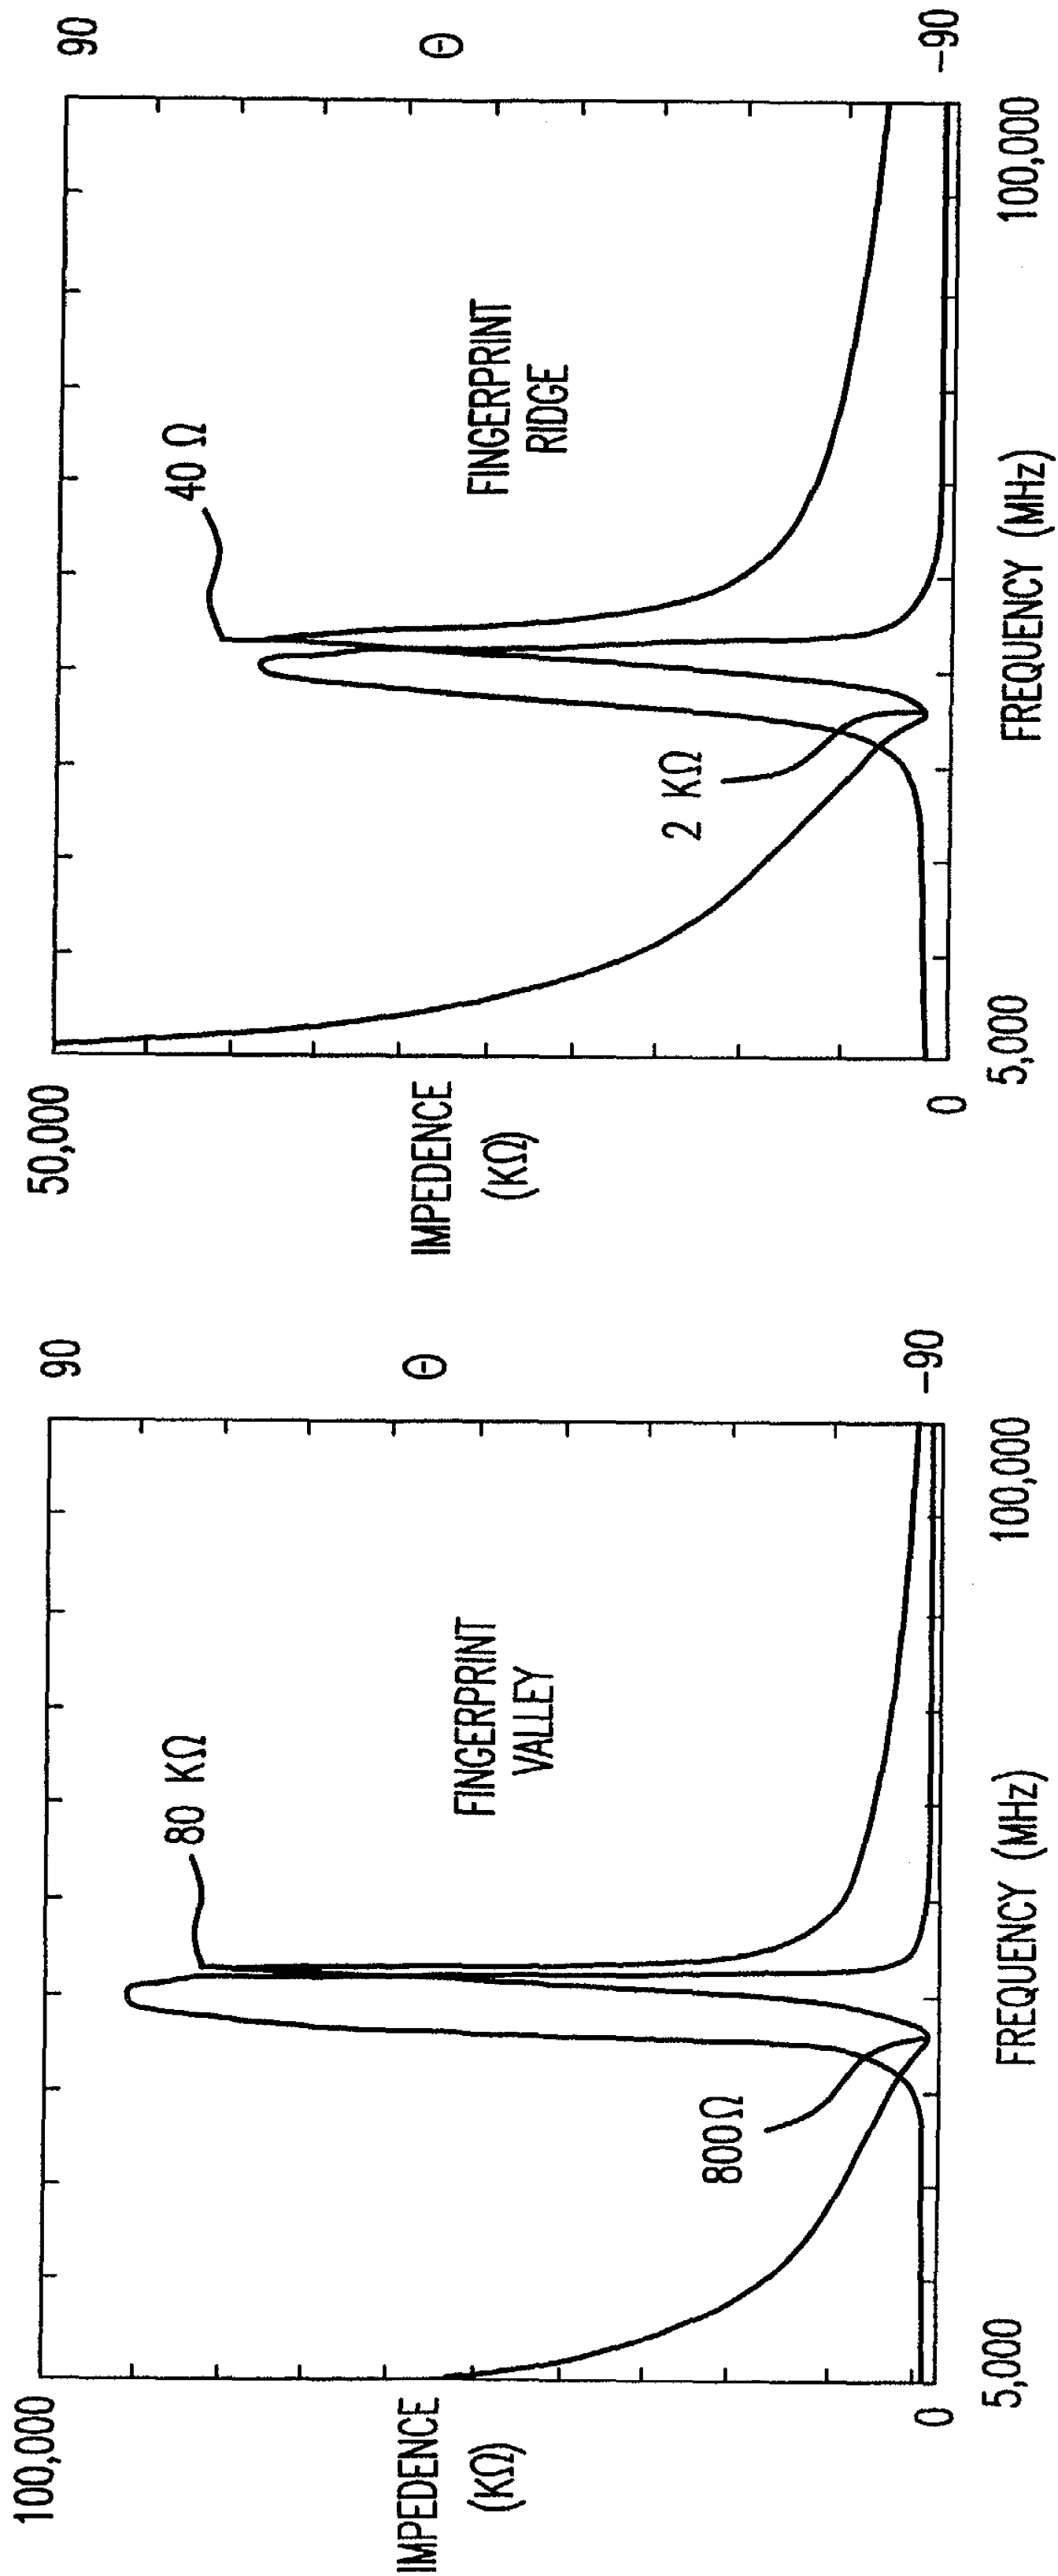 100,000
IMPEDENCE
(KΩ)
0
5,000
FREQUENCY (MHz)
100,000
90
Θ
-90
80 KΩ
800Ω
FINGERPRINT
VALLEY
50,000
IMPEDENCE
(KΩ)
0
5,000
FREQUENCY (MHz)
100,000
90
Θ
-90
40 Ω
2 KΩ
FINGERPRINT
RIDGE